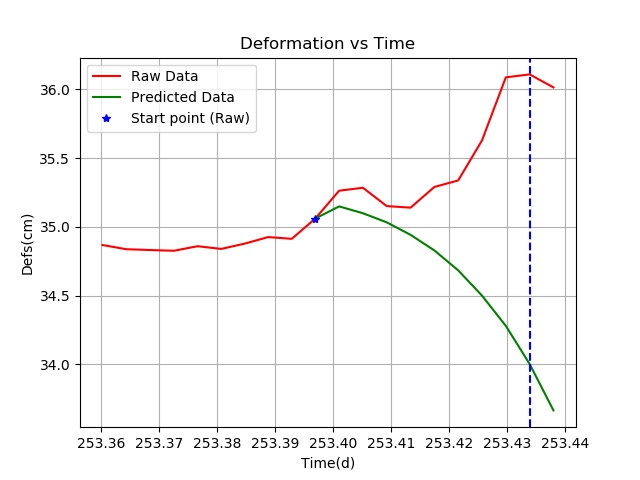 Deformation vs Time
Raw Data
Predicted Data
Start point (Raw)
Defs(cm)
36.0
35.5
35.0
34.5
34.0
253.36 253.37 253.38 253.39 253.40 253.41 253.42 253.43 253.44
Time(d)